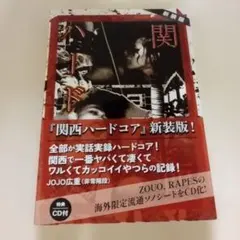 新装版
関
ハード
『関西ハードコア』新装版!
全部が実話実録ハードコア!
関西で一番ヤバくて凄くて
ワルくてカッコイイやつらの記録!
JOJO広重(非常階段)
ZOUO, RAPESの
海外限定流通ソノシートをCD化!
特典
CD付